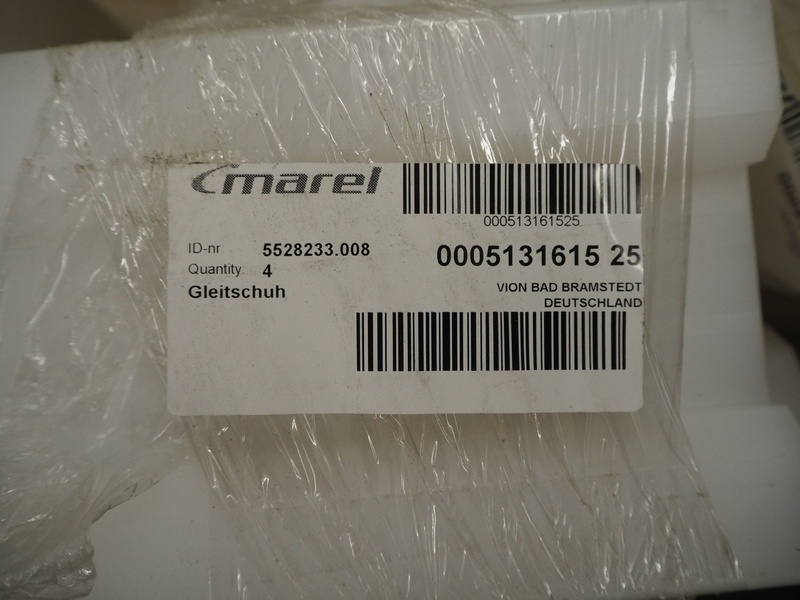 marel
000513161525
ID-nr 5528233.008
0005131615 25
Quantity 4
Gleitschuh
VION BAD BRAMSTEDT
DEUTSCHLAND